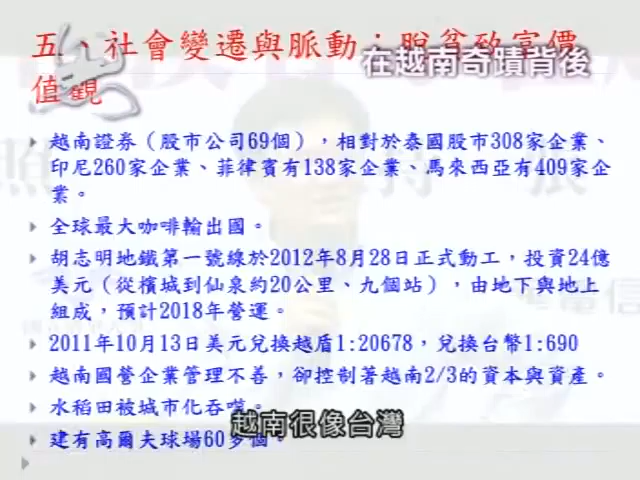 五、社會變遷與脈動：脫貧致富價
值觀
在越南奇蹟背後
越南證券（股市公司69個），相對於泰國股市308家企業、
印尼260家企業、菲律賓有138家企業、馬來西亞有409家企
業。
全球最大咖啡輸出國。
胡志明地鐵第一號線於2012年8月28日正式動工，投資24億
美元（從檳城到仙泉約20公里、九個站），由地下與地上
組成，預計2018年營運。
2011年10月13日美元兌換越盾1:20678，兌換台幣1:690
越南國營企業管理不善，卻控制著越南2/3的資本與資產。
水稻田被城市化吞噬。
建有高爾夫球場60多個。
越南很像台灣